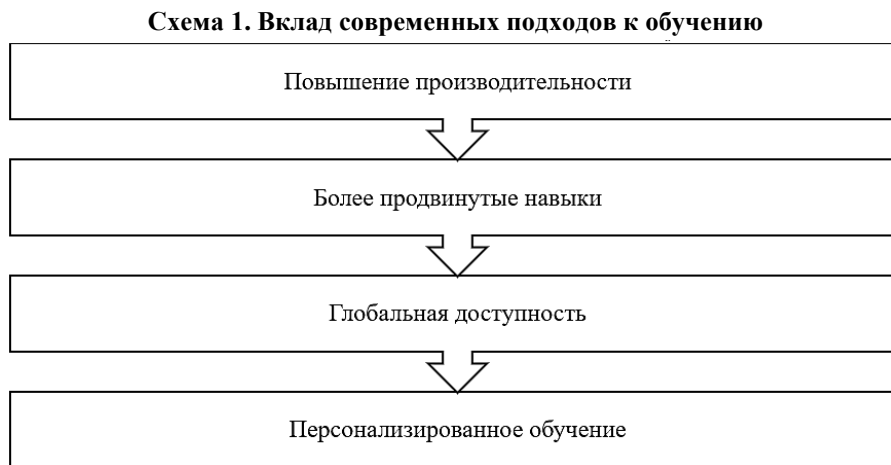 Схема 1. Вклад современных подходов к обучению
Повышение производительности
Более продвинутые навыки
Глобальная доступность
Персонализированное обучение